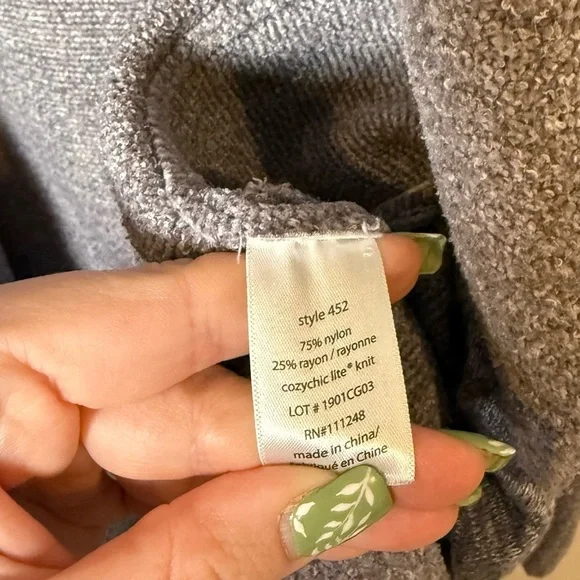 style 452
75% nylon
25% rayon / rayonne
cozychic lite® knit
LOT # 1901CG03
RN#111248
made in china/
fabriqué en Chine